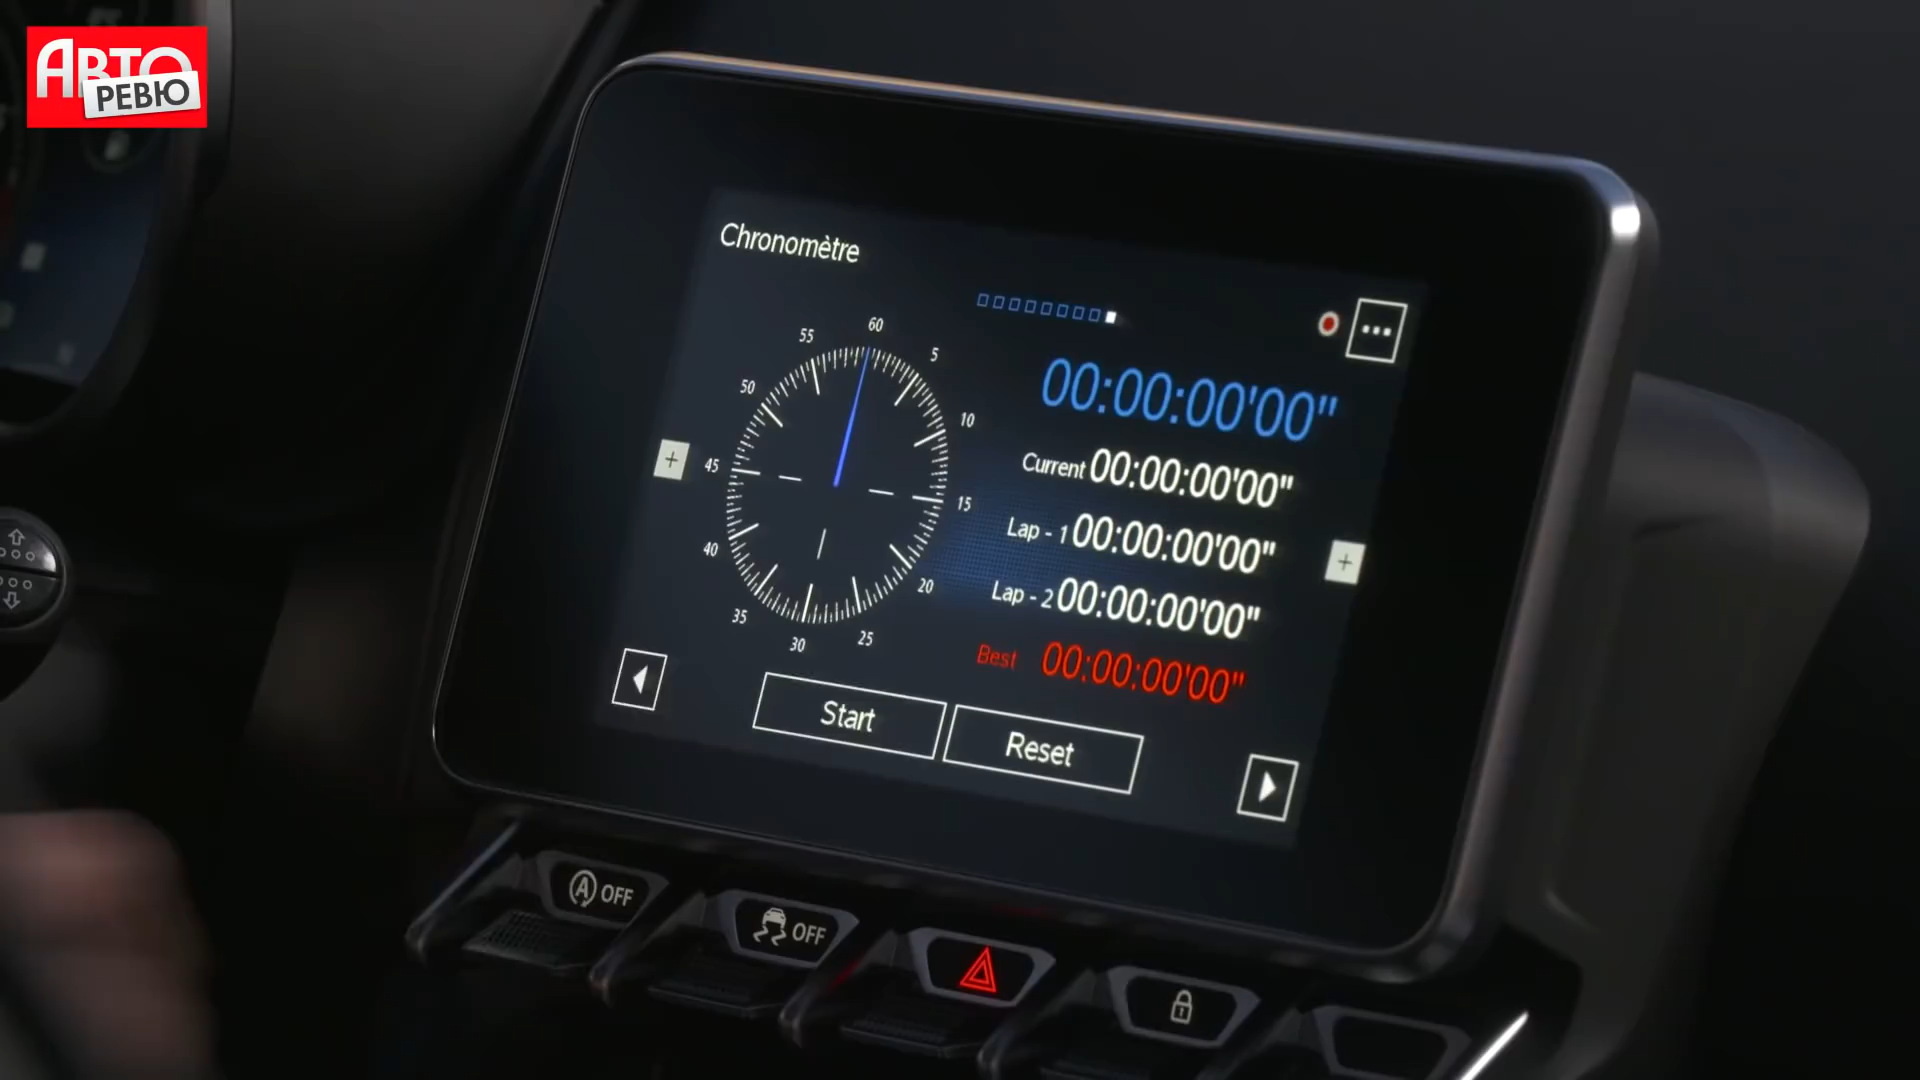 АВТО
РЕВЮ
Chronomètre
60
5
10
15
20
25
30
35
40
45
50
55
00:00:00'00"
Current 00:00:00'00"
Lap - 1 00:00:00'00"
Lap - 2 00:00:00'00"
Best 00:00:00'00"
Start
Reset
A OFF
OFF